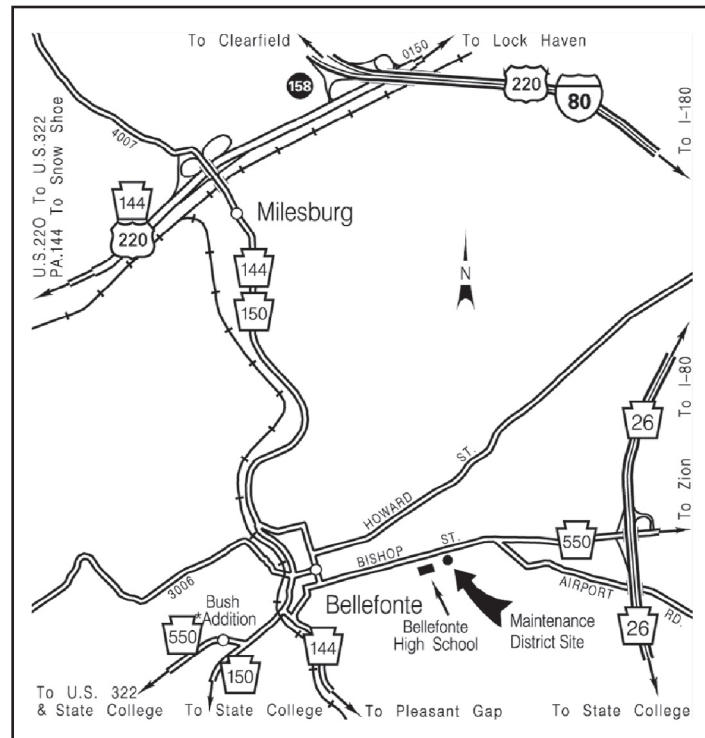 To Clearfield
0150
To Lock Haven
158
220
80
To I-180
4007
U.S.220 To U.S.322
PA.144 To Snow Shoe
144
220
Milesburg
144
150
N
26
To I-80
To Zion
HOWARD ST.
BISHOP ST.
550
AIRPORT RD.
3006
Bush
Addition
Bellefonte
Bellefonte
High School
Maintenance
District Site
550
150
144
26
To U.S. 322
& State College
To State College
To Pleasant Gap
To State College